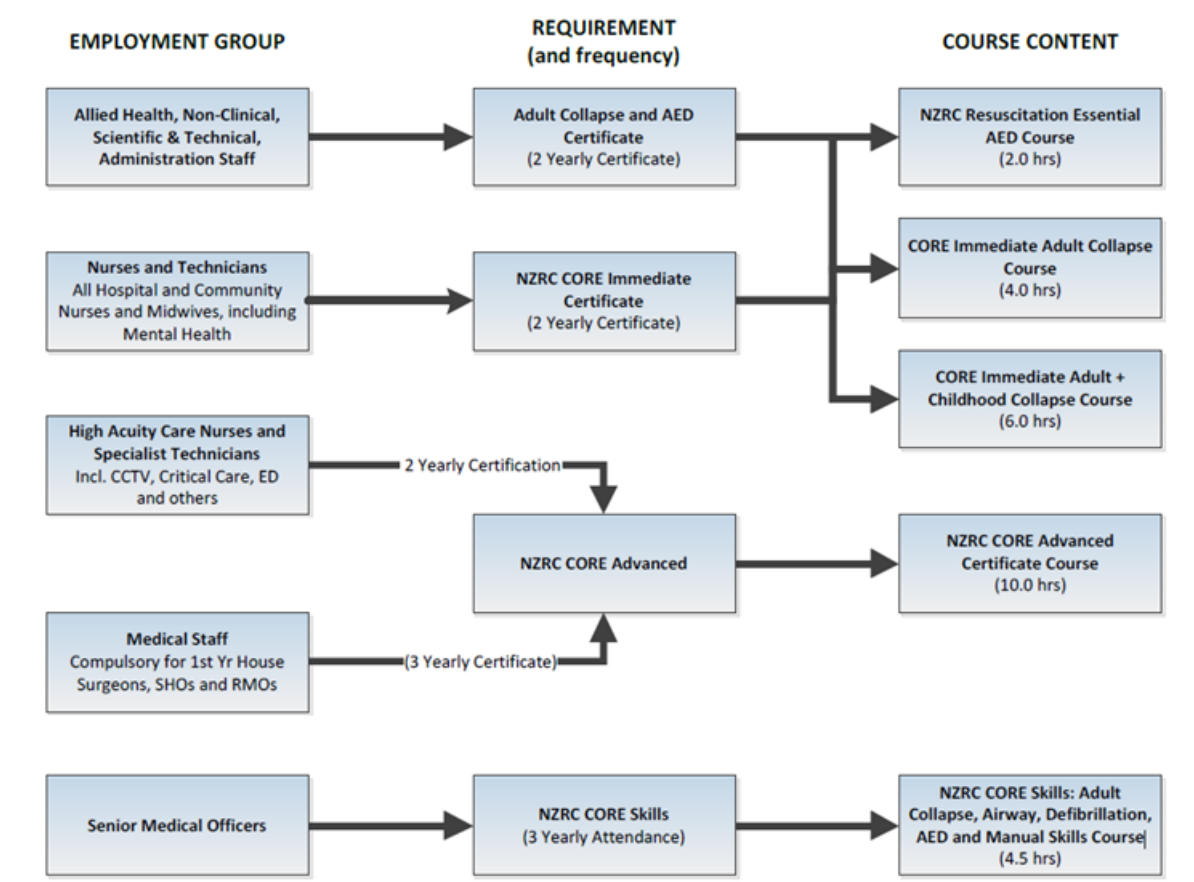 EMPLOYMENT GROUP
REQUIREMENT
(and frequency)
COURSE CONTENT
Allied Health, Non-Clinical,
Scientific & Technical,
Administration Staff
Adult Collapse and AED
Certificate
(2 Yearly Certificate)
NZRC Resuscitation Essential
AED Course
(2.0 hrs)
CORE Immediate Adult Collapse
Course
(4.0 hrs)
Nurses and Technicians
All Hospital and Community
Nurses and Midwives, including
Mental Health
NZRC CORE Immediate
Certificate
(2 Yearly Certificate)
CORE Immediate Adult +
Childhood Collapse Course
(6.0 hrs)
High Acuity Care Nurses and
Specialist Technicians
Incl. CCTV, Critical Care, ED
and others
2 Yearly Certification
NZRC CORE Advanced
NZRC CORE Advanced
Certificate Course
(10.0 hrs)
Medical Staff
Compulsory for 1st Yr House
Surgeons, SHOs and RMOs
(3 Yearly Certificate)
Senior Medical Officers
NZRC CORE Skills
(3 Yearly Attendance)
NZRC CORE Skills: Adult
Collapse, Airway, Defibrillation,
AED and Manual Skills Course
(4.5 hrs)